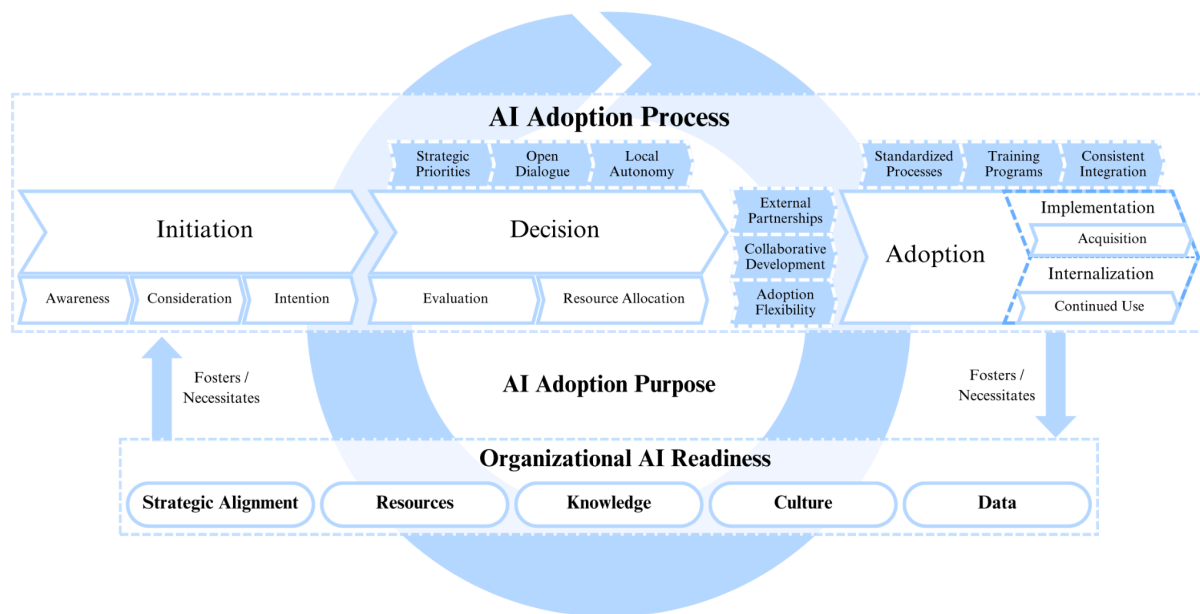 AI Adoption Process
Strategic
Priorities
Open
Dialogue
Local
Autonomy
Standardized
Processes
Training
Programs
Consistent
Integration
Initiation
Decision
External
Partnerships
Collaborative
Development
Adoption
Flexibility
Adoption
Implementation
Acquisition
Internalization
Continued Use
Awareness
Consideration
Intention
Evaluation
Resource Allocation
Fosters /
Necessitates
AI Adoption Purpose
Fosters /
Necessitates
Organizational AI Readiness
Strategic Alignment
Resources
Knowledge
Culture
Data